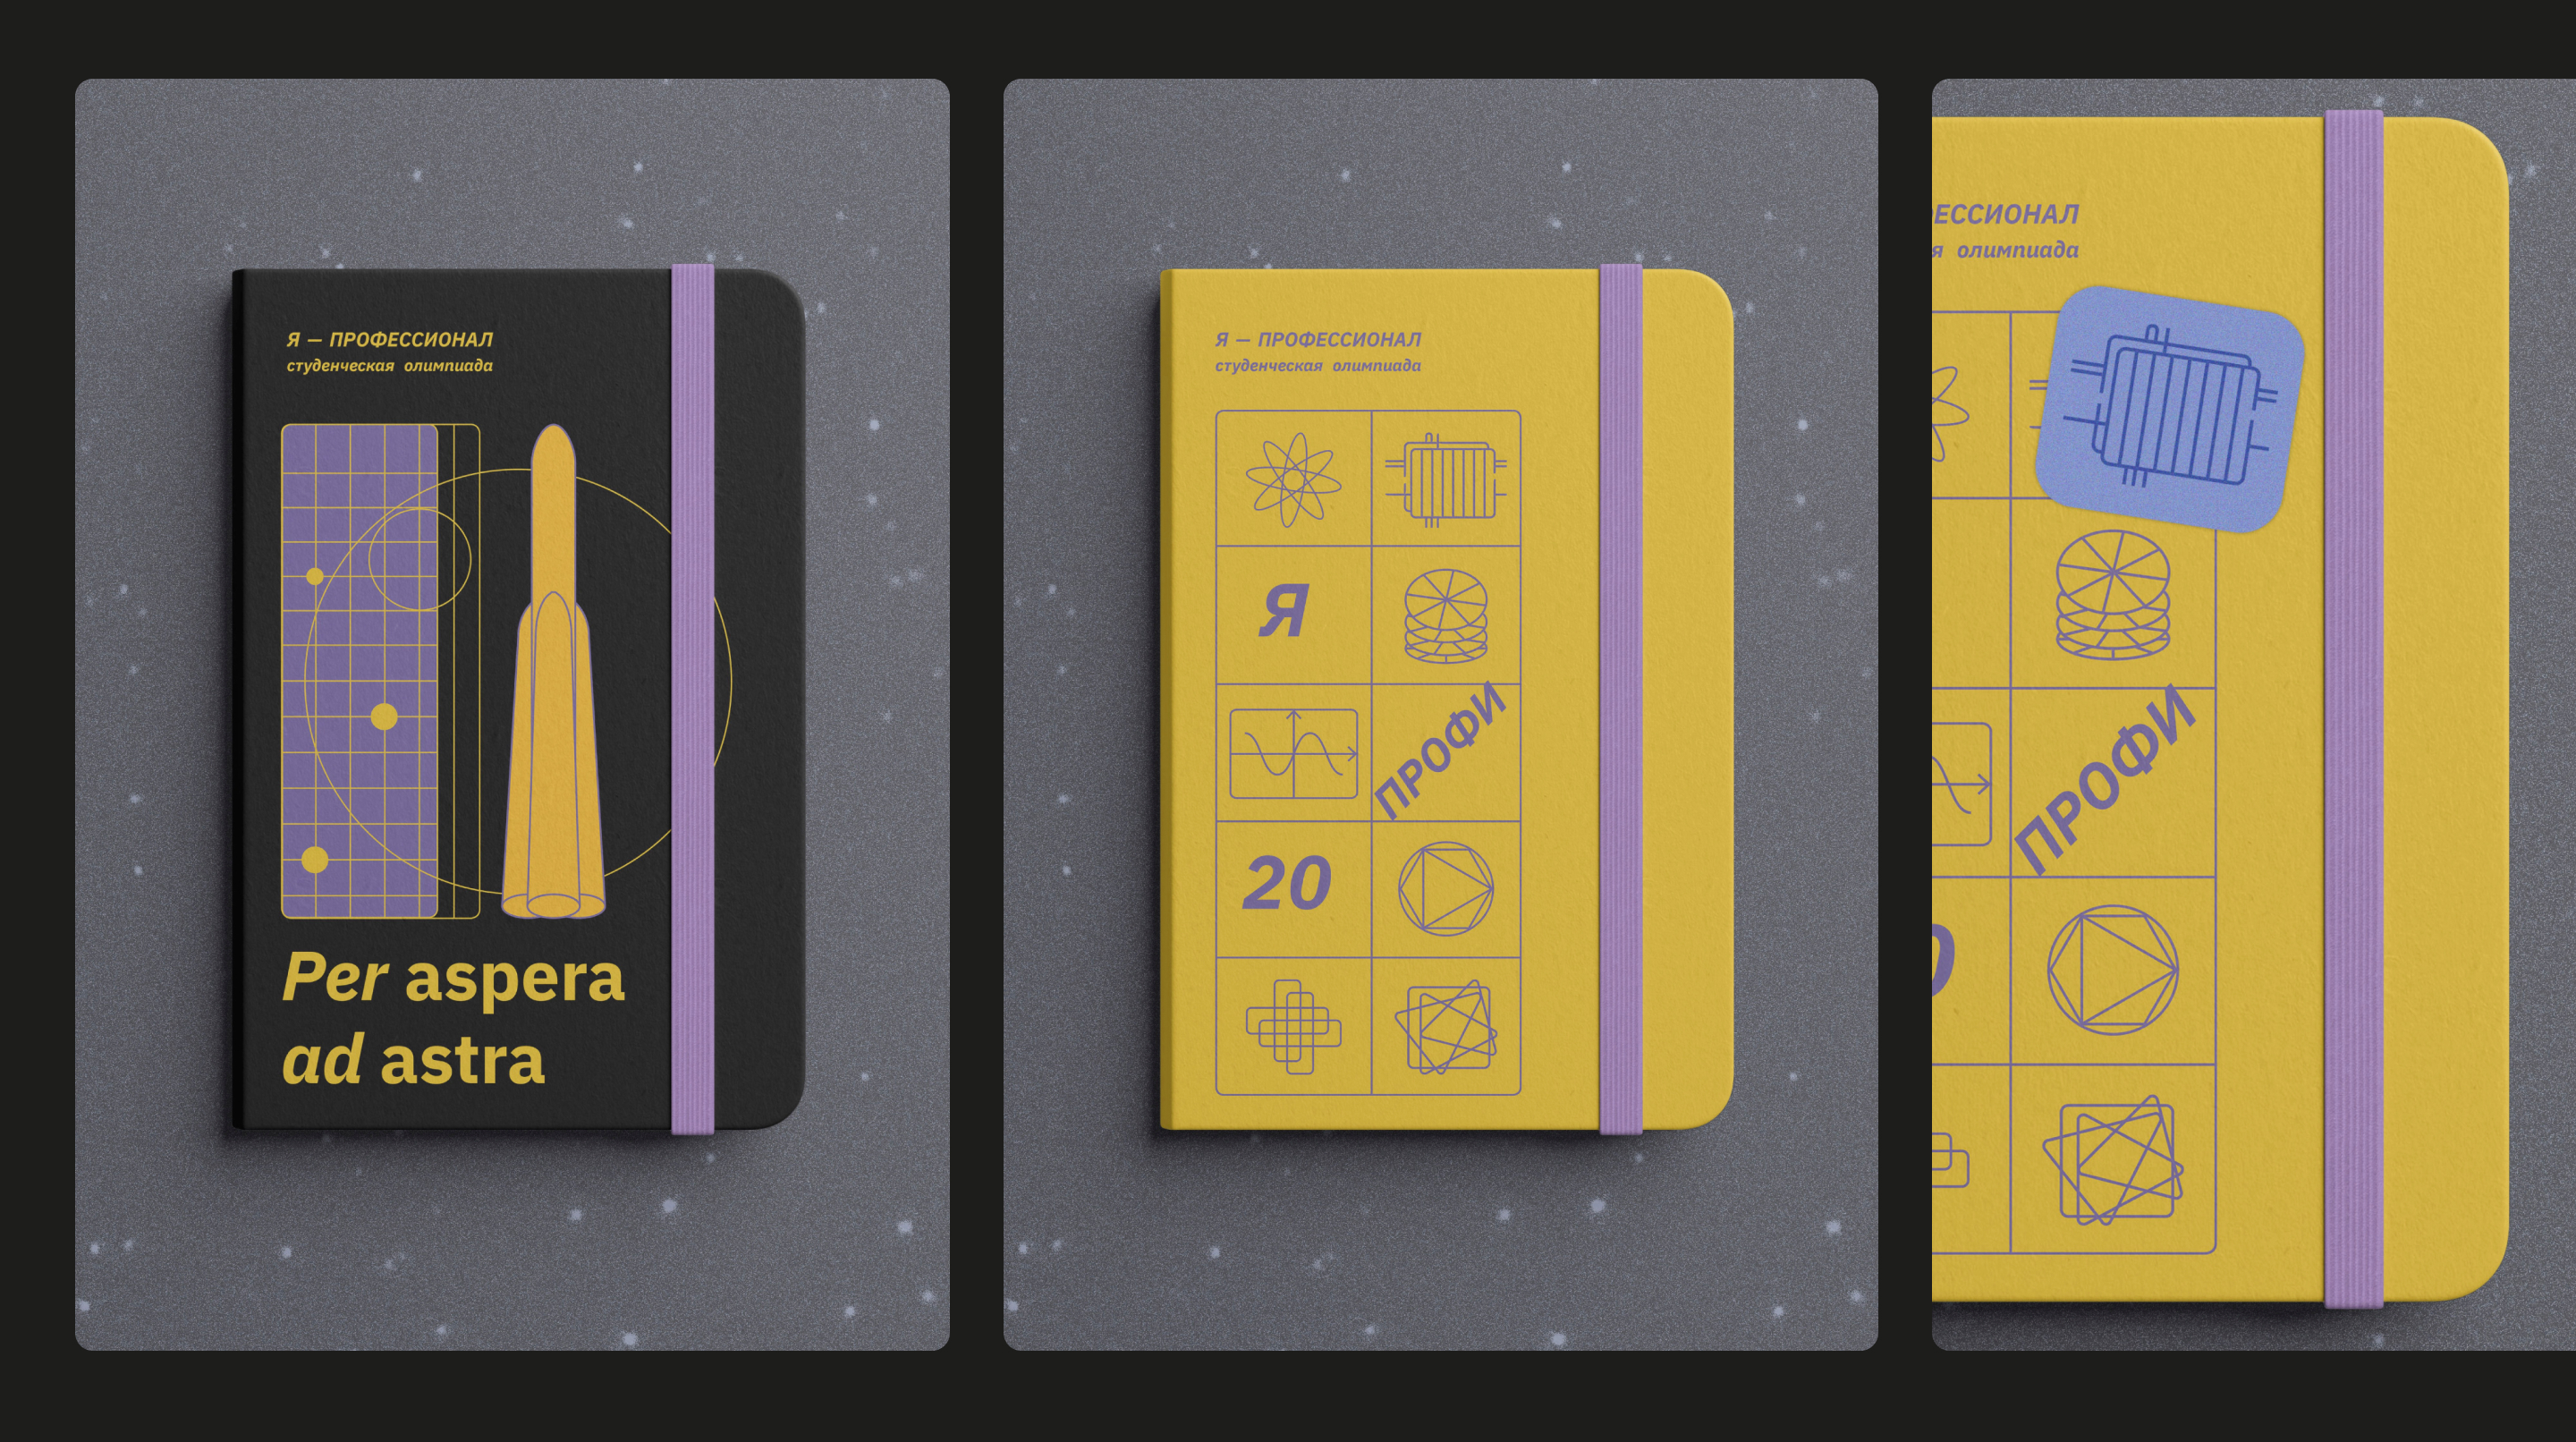 Я — ПРОФЕССИОНАЛ
студенческая олимпиада
Per aspera
ad astra
Я — ПРОФЕССИОНАЛ
студенческая олимпиада
Я
ПРОФИ
20
ЕССИОНАЛ
я олимпиада
ПРОФИ
0